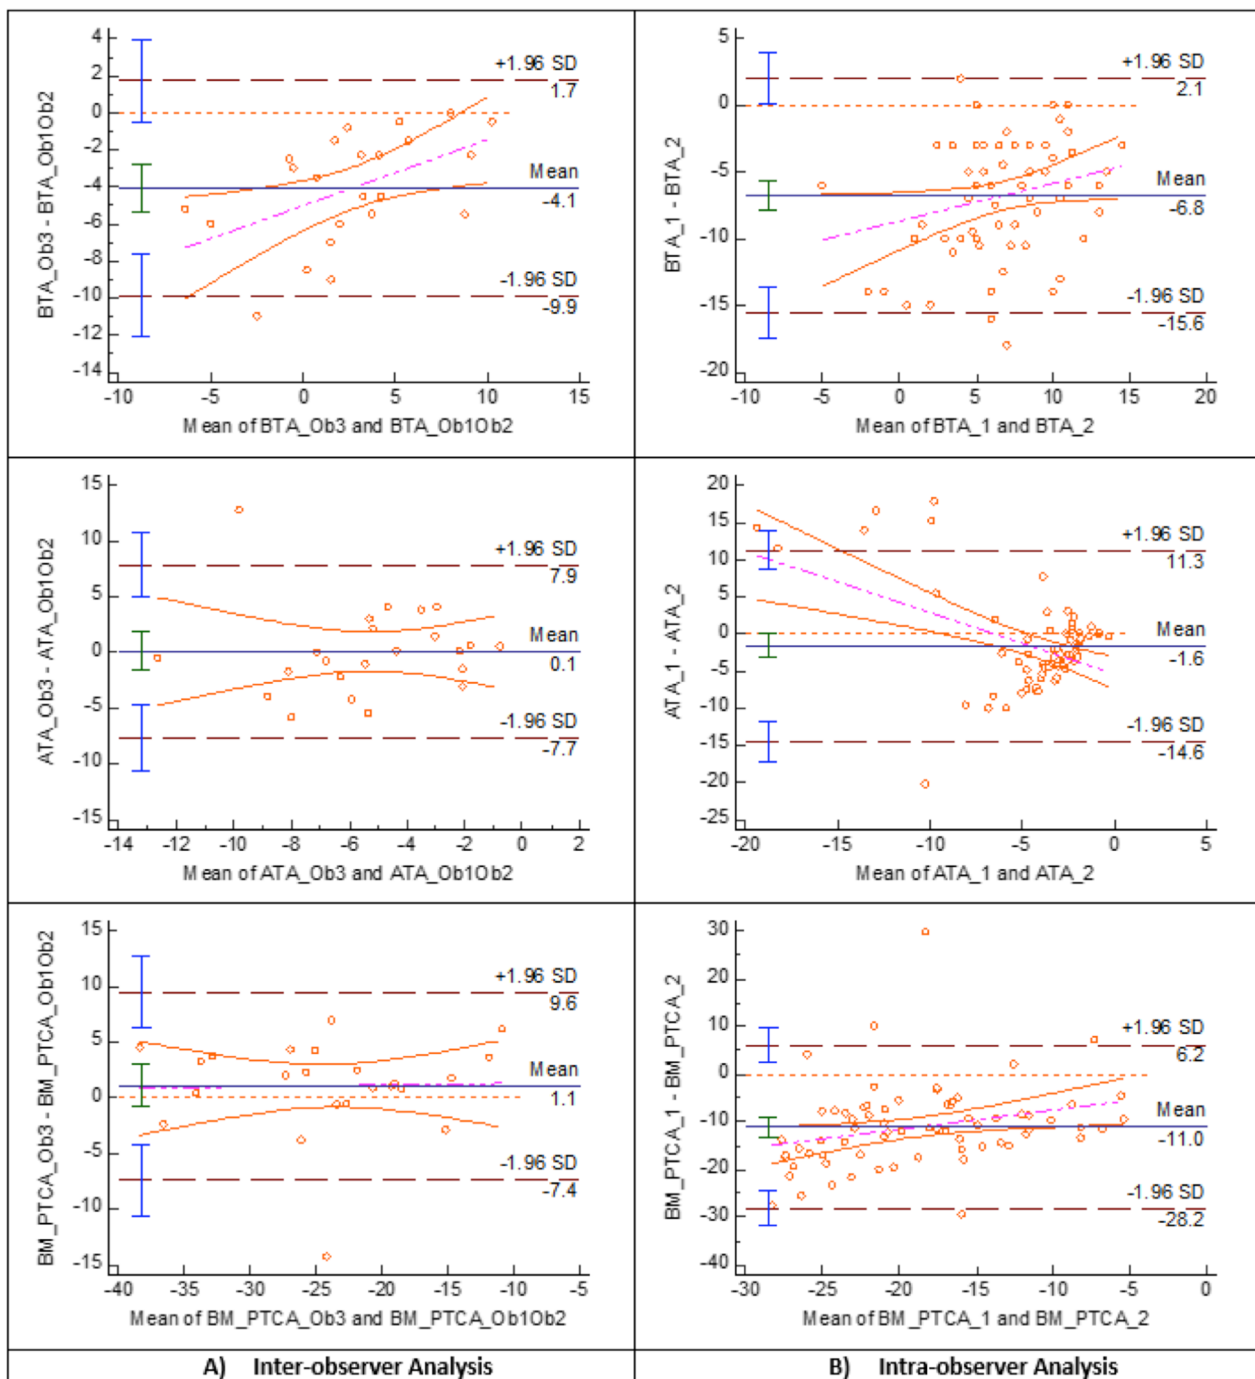 4
2
0
-2
-4
-6
-8
-10
-12
-14
BTA_Ob3 - BTA_Ob1Ob2
+1.96 SD
1.7
Mean
-4.1
-1.96 SD
-9.9
-10 -5 0 5 10 15
Mean of BTA_Ob3 and BTA_Ob1Ob2
5
0
-5
-10
-15
-20
BTA_1 - BTA_2
+1.96 SD
2.1
Mean
-6.8
-1.96 SD
-15.6
-10 -5 0 5 10 15 20
Mean of BTA_1 and BTA_2
15
10
5
0
-5
-10
-15
ATA_Ob3 - ATA_Ob1Ob2
+1.96 SD
7.9
Mean
0.1
-1.96 SD
-7.7
-14 -12 -10 -8 -6 -4 -2 0 2
Mean of ATA_Ob3 and ATA_Ob1Ob2
20
15
10
5
0
-5
-10
-15
-20
-25
ATA_1 - ATA_2
+1.96 SD
11.3
Mean
-1.6
-1.96 SD
-14.6
-20 -15 -10 -5 0 5
Mean of ATA_1 and ATA_2
15
10
5
0
-5
-10
-15
BM_PTCA_Ob3 - BM_PTCA_Ob1Ob2
+1.96 SD
9.6
Mean
1.1
-1.96 SD
-7.4
-40 -35 -30 -25 -20 -15 -10 -5
Mean of BM_PTCA_Ob3 and BM_PTCA_Ob1Ob2
30
20
10
0
-10
-20
-30
-40
BM_PTCA_1 - BM_PTCA_2
+1.96 SD
6.2
Mean
-11.0
-1.96 SD
-28.2
-30 -25 -20 -15 -10 -5 0
Mean of BM_PTCA_1 and BM_PTCA_2
A) Inter-observer Analysis
B) Intra-observer Analysis